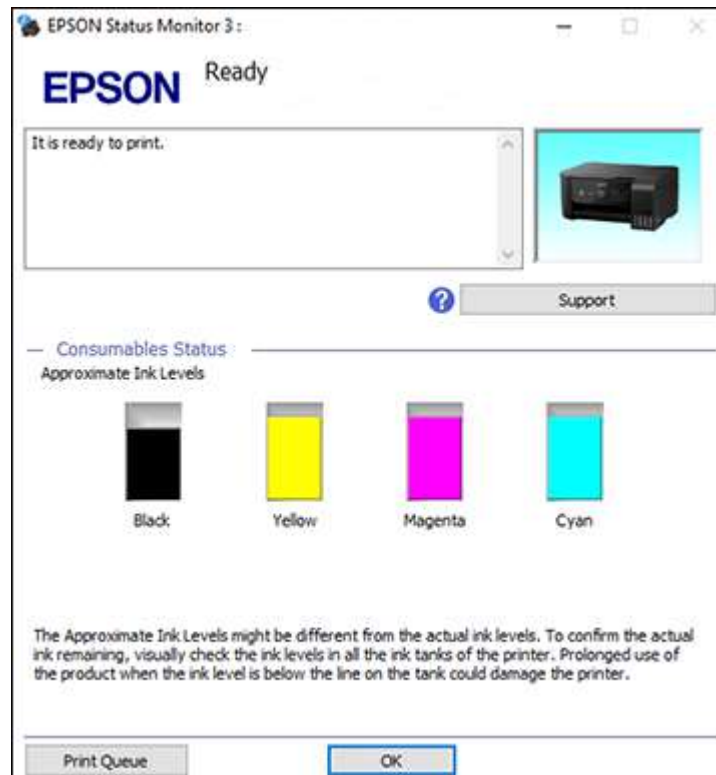 EPSON Status Monitor 3 :
EPSON
Ready
It is ready to print.
Support
Consumables Status
Approximate Ink Levels
Black Yellow Magenta Cyan
The Approximate Ink Levels might be different from the actual ink levels. To confirm the actual
ink remaining, visually check the ink levels in all the ink tanks of the printer. Prolonged use of
the product when the ink level is below the line on the tank could damage the printer.
Print Queue OK